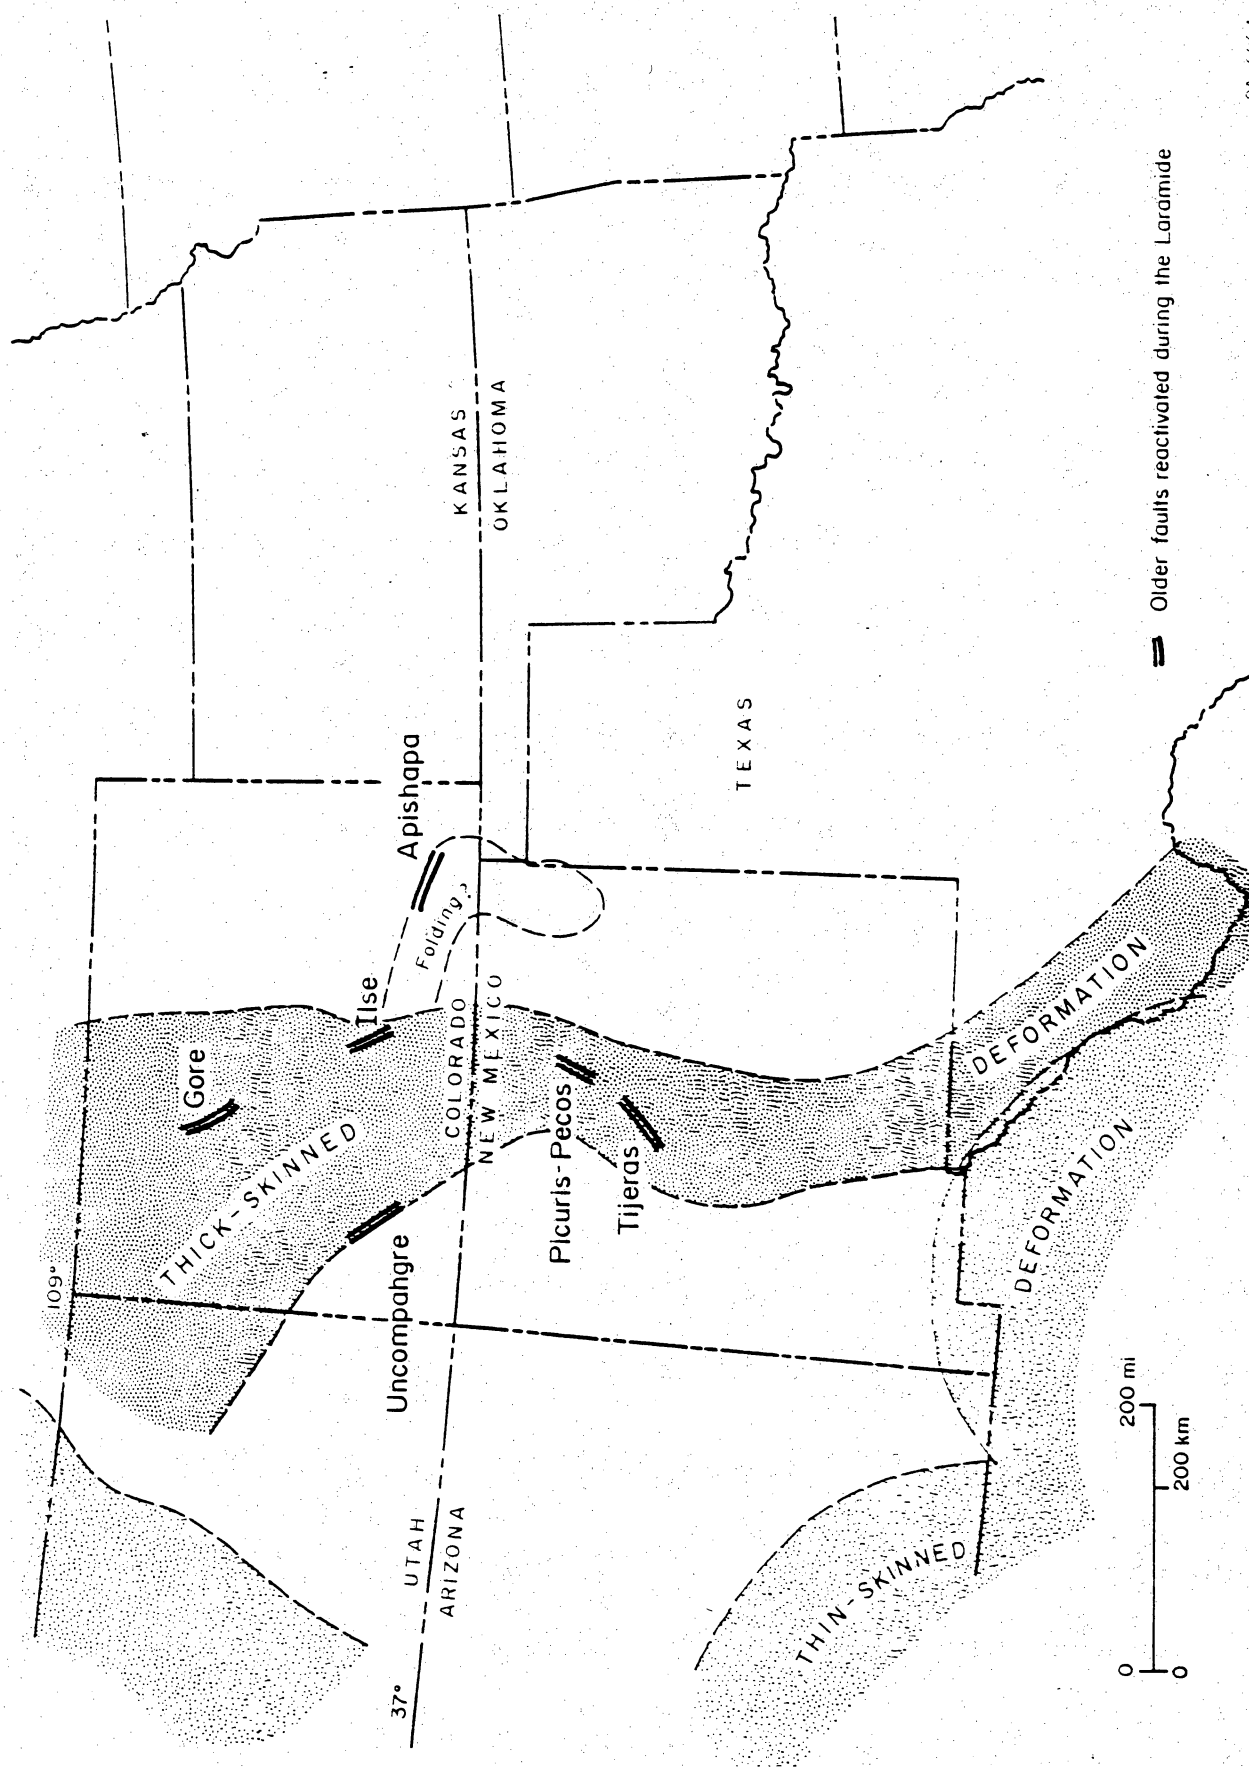 109°
Gore
THICK-SKINNED
Ilse
Apishapa
Folding?
Uncompahgre
COLORADO
NEW MEXICO
KANSAS
OKLAHOMA
37°
UTAH
ARIZONA
Picuris-Pecos
Tijeras
TEXAS
DEFORMATION
DEFORMATION
THIN-SKINNED
0 200 mi
0 200 km
Older faults reactivated during the Laramide